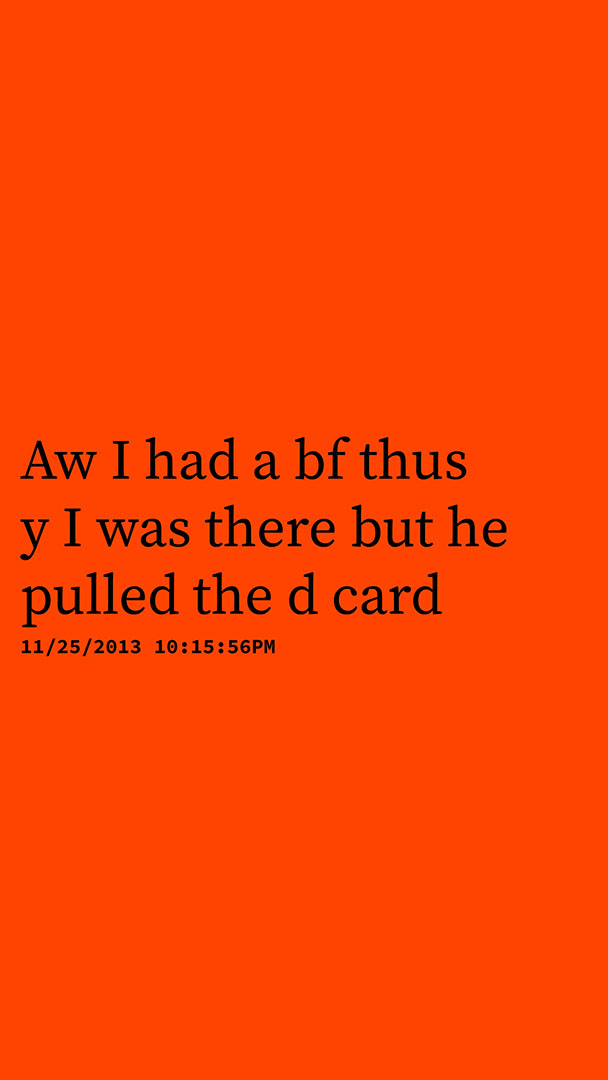 Aw I had a bf thus
y I was there but he
pulled the d card
11/25/2013 10:15:56PM